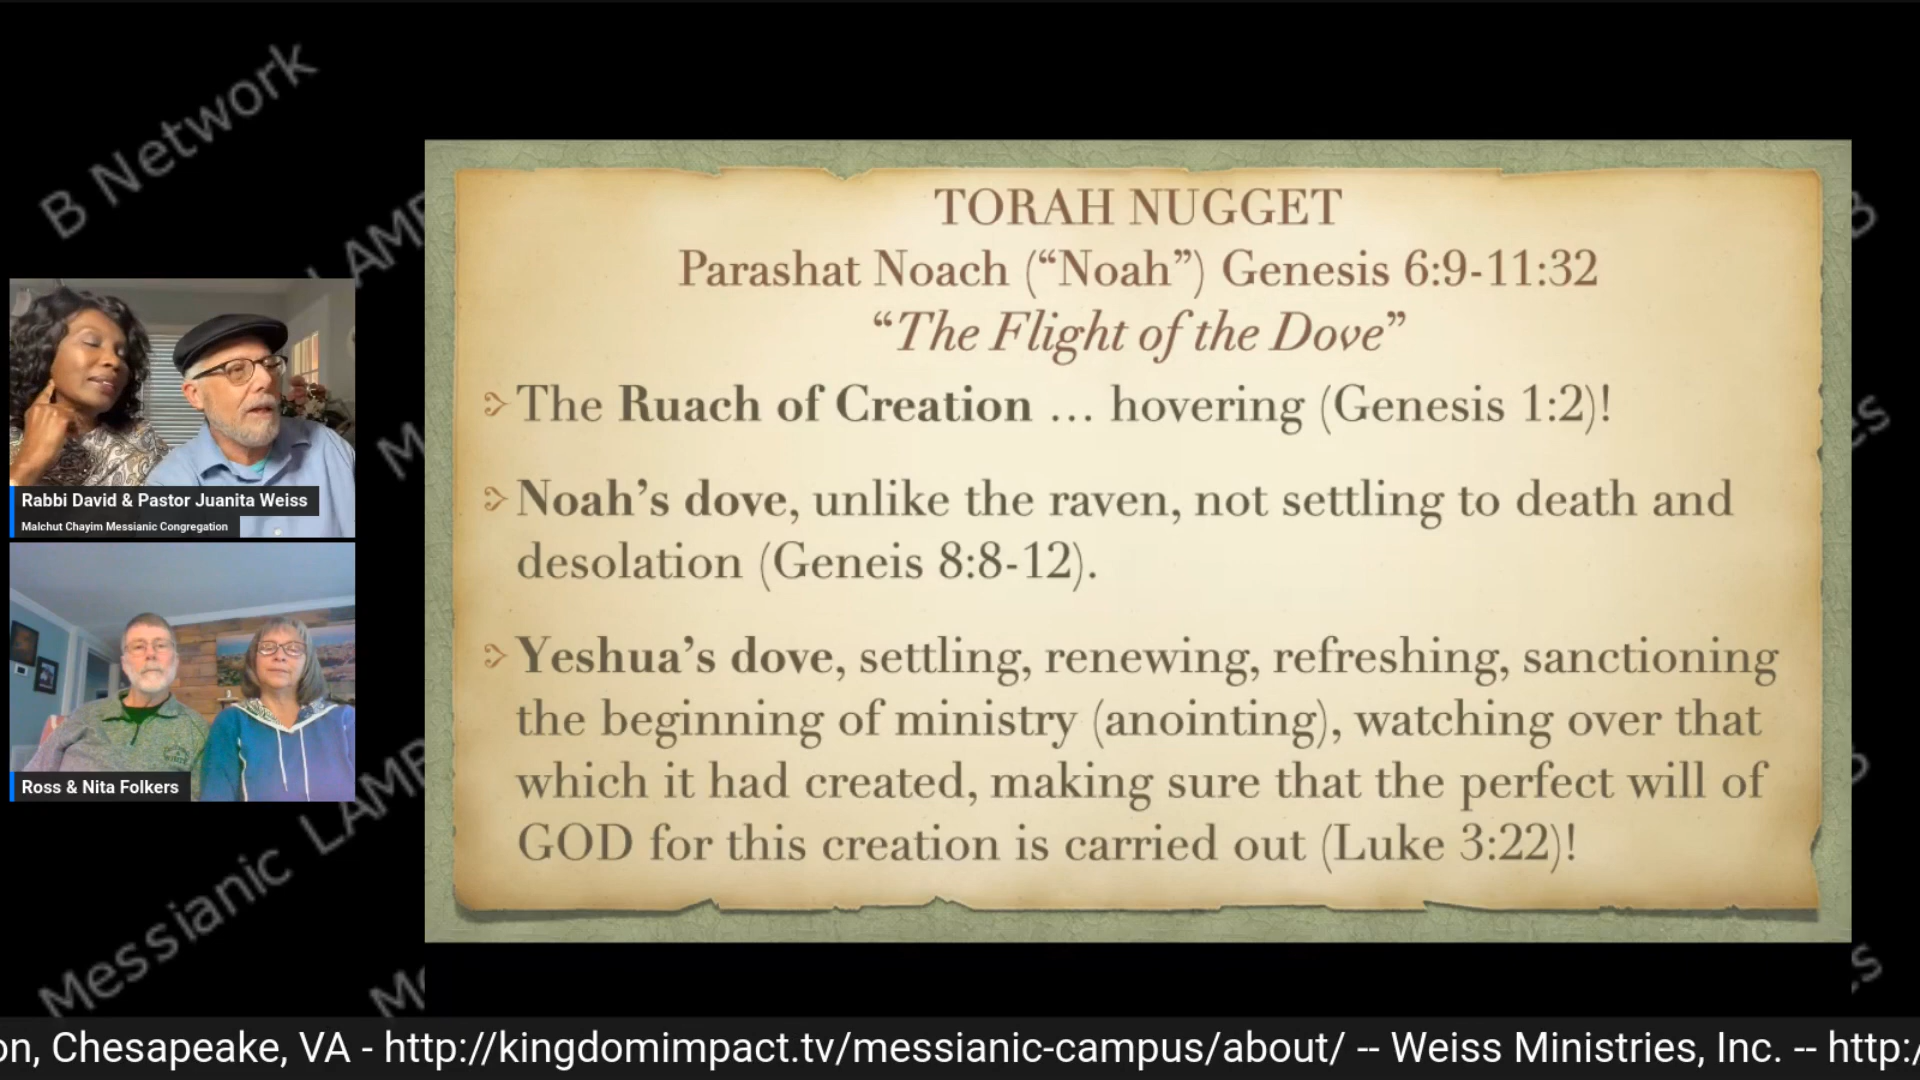 B Network
LAMP
B
TORAH NUGGET
Parashat Noach (“Noah”) Genesis 6:9-11:32
“The Flight of the Dove”
The Ruach of Creation … hovering (Genesis 1:2)!
Noah’s dove, unlike the raven, not settling to death and
desolation (Geneis 8:8-12).
Yeshua’s dove, settling, renewing, refreshing, sanctioning
the beginning of ministry (anointing), watching over that
which it had created, making sure that the perfect will of
GOD for this creation is carried out (Luke 3:22)!
Rabbi David & Pastor Juanita Weiss
Malchut Chayim Messianic Congregation
Ross & Nita Folkers
Messianic LAMP
on, Chesapeake, VA - http://kingdomimpact.tv/messianic-campus/about/ -- Weiss Ministries, Inc. -- http:/